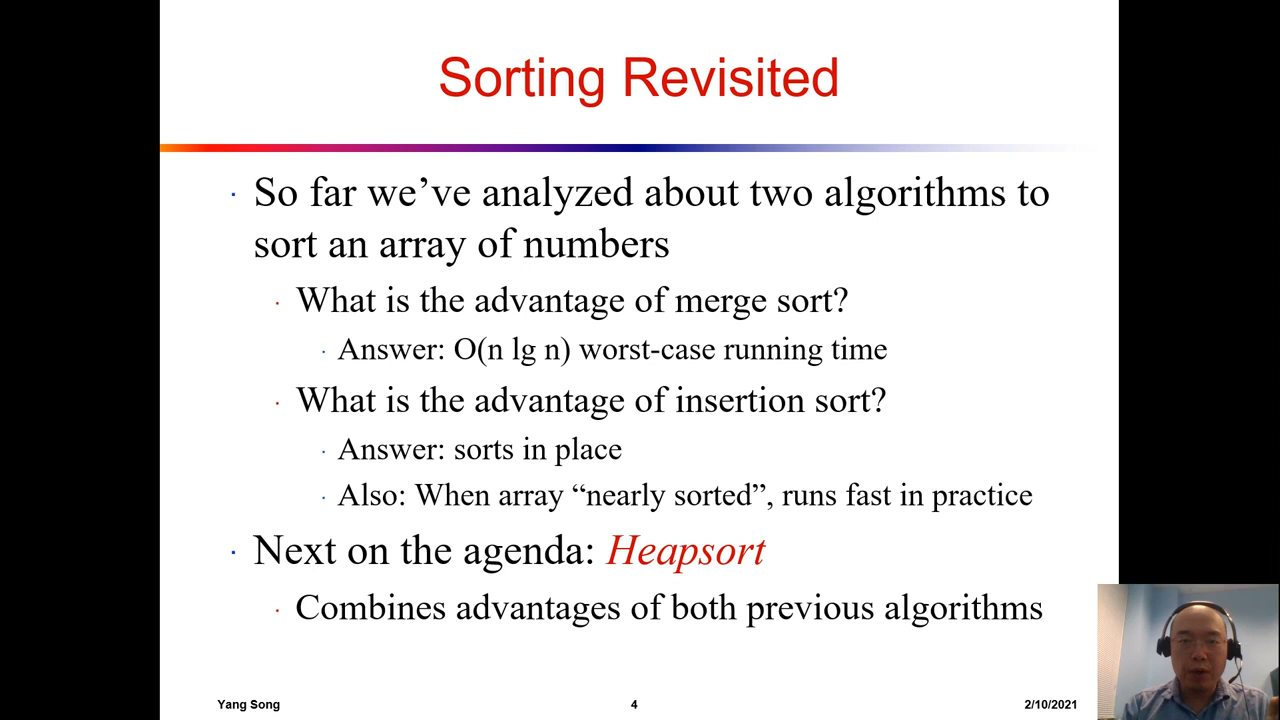 Sorting Revisited
· So far we’ve analyzed about two algorithms to
sort an array of numbers
· What is the advantage of merge sort?
· Answer: O(n lg n) worst-case running time
· What is the advantage of insertion sort?
· Answer: sorts in place
· Also: When array “nearly sorted”, runs fast in practice
· Next on the agenda: Heapsort
· Combines advantages of both previous algorithms
Yang Song 4 2/10/2021